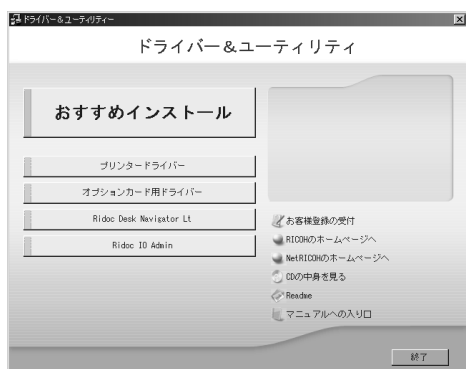 ドライバー&ユーティリティー
ドライバー&ユーティリティ
おすすめインストール
プリンタードライバー
オプションカード用ドライバー
Ridoc Desk Navigator Lt
Ridoc IO Admin
お客様登録の受付
RICOHのホームページへ
NetRICOHのホームページへ
CDの中身を見る
Readme
マニュアルへの入り口
終了